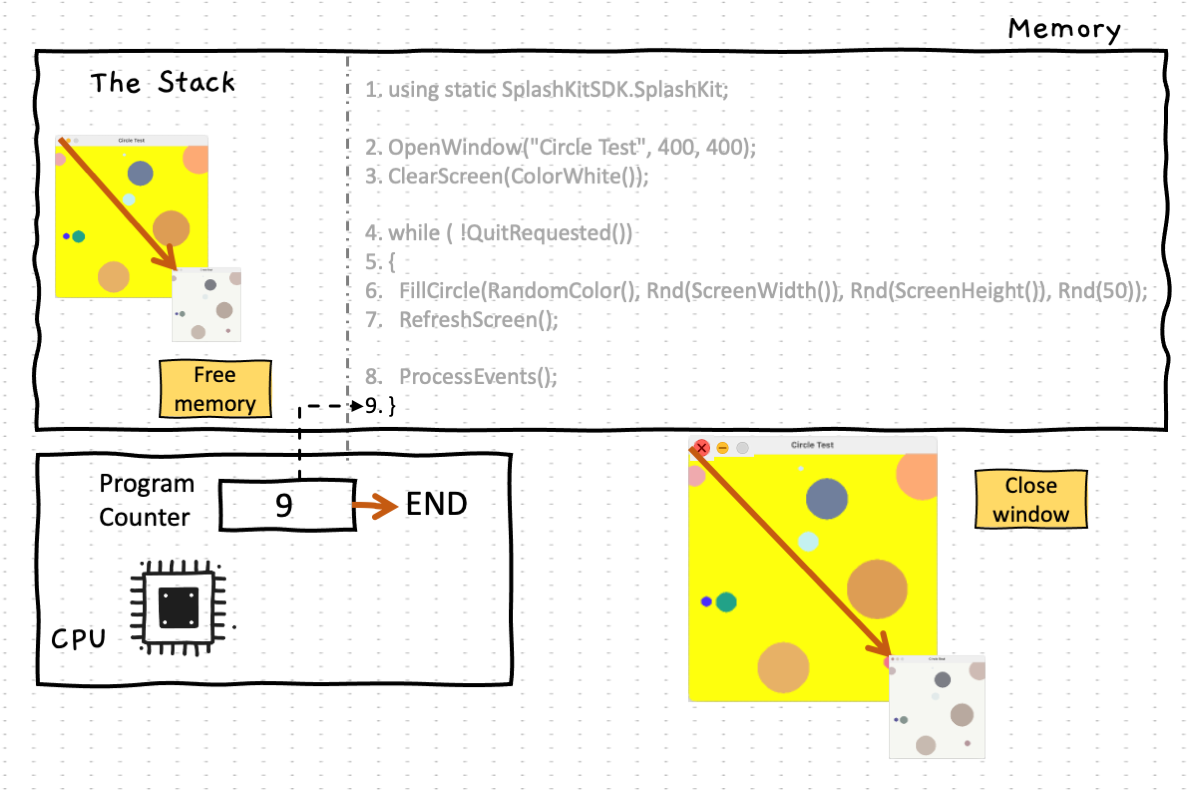 Memory
The Stack
Circle Test
1. using static SplashKitSDK.SplashKit;
2. OpenWindow("Circle Test", 400, 400);
3. ClearScreen(ColorWhite());
4. while ( !QuitRequested())
5. {
6. FillCircle(RandomColor(), Rnd(ScreenWidth()), Rnd(ScreenHeight()), Rnd(50));
7. RefreshScreen();
8. ProcessEvents();
9. }
Free
memory
Program
Counter
9
END
CPU
Circle Test
Close
window